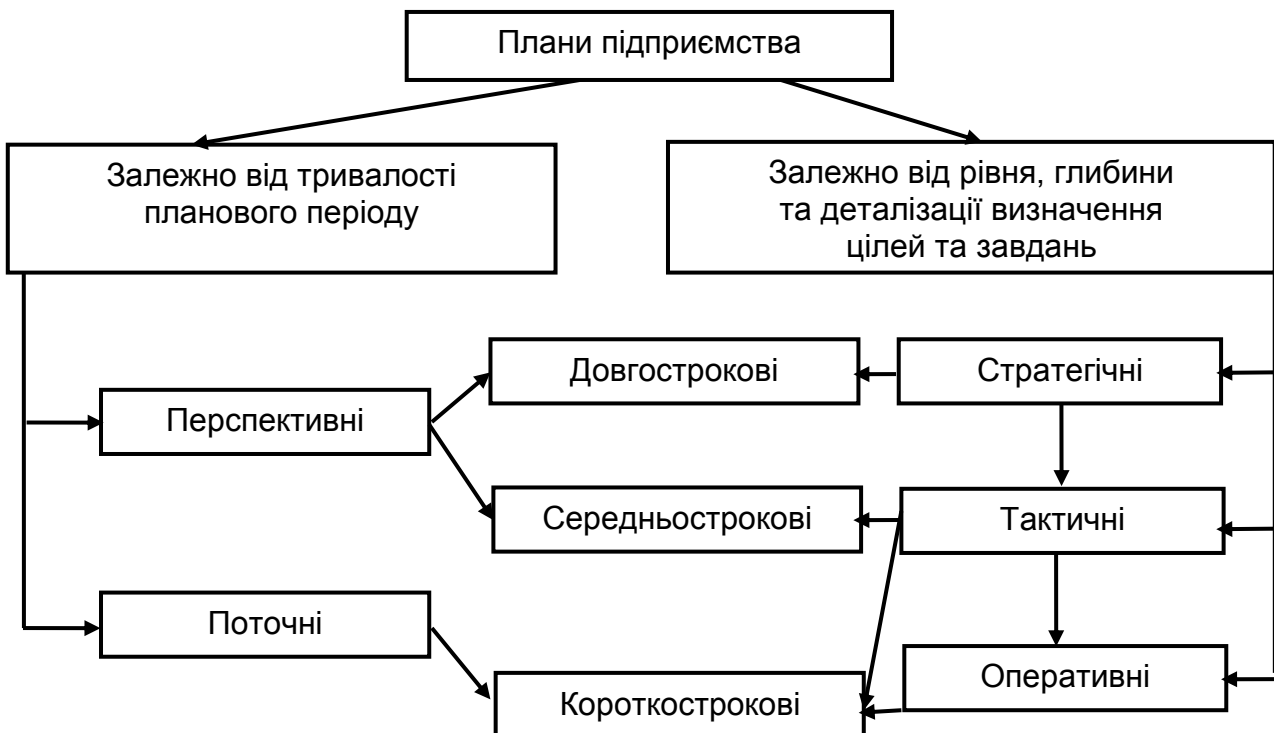 Плани підприємства
Залежно від тривалості
планового періоду
Залежно від рівня, глибини
та деталізації визначення
цілей та завдань
Довгострокові
Стратегічні
Перспективні
Середньострокові
Тактичні
Поточні
Оперативні
Короткострокові